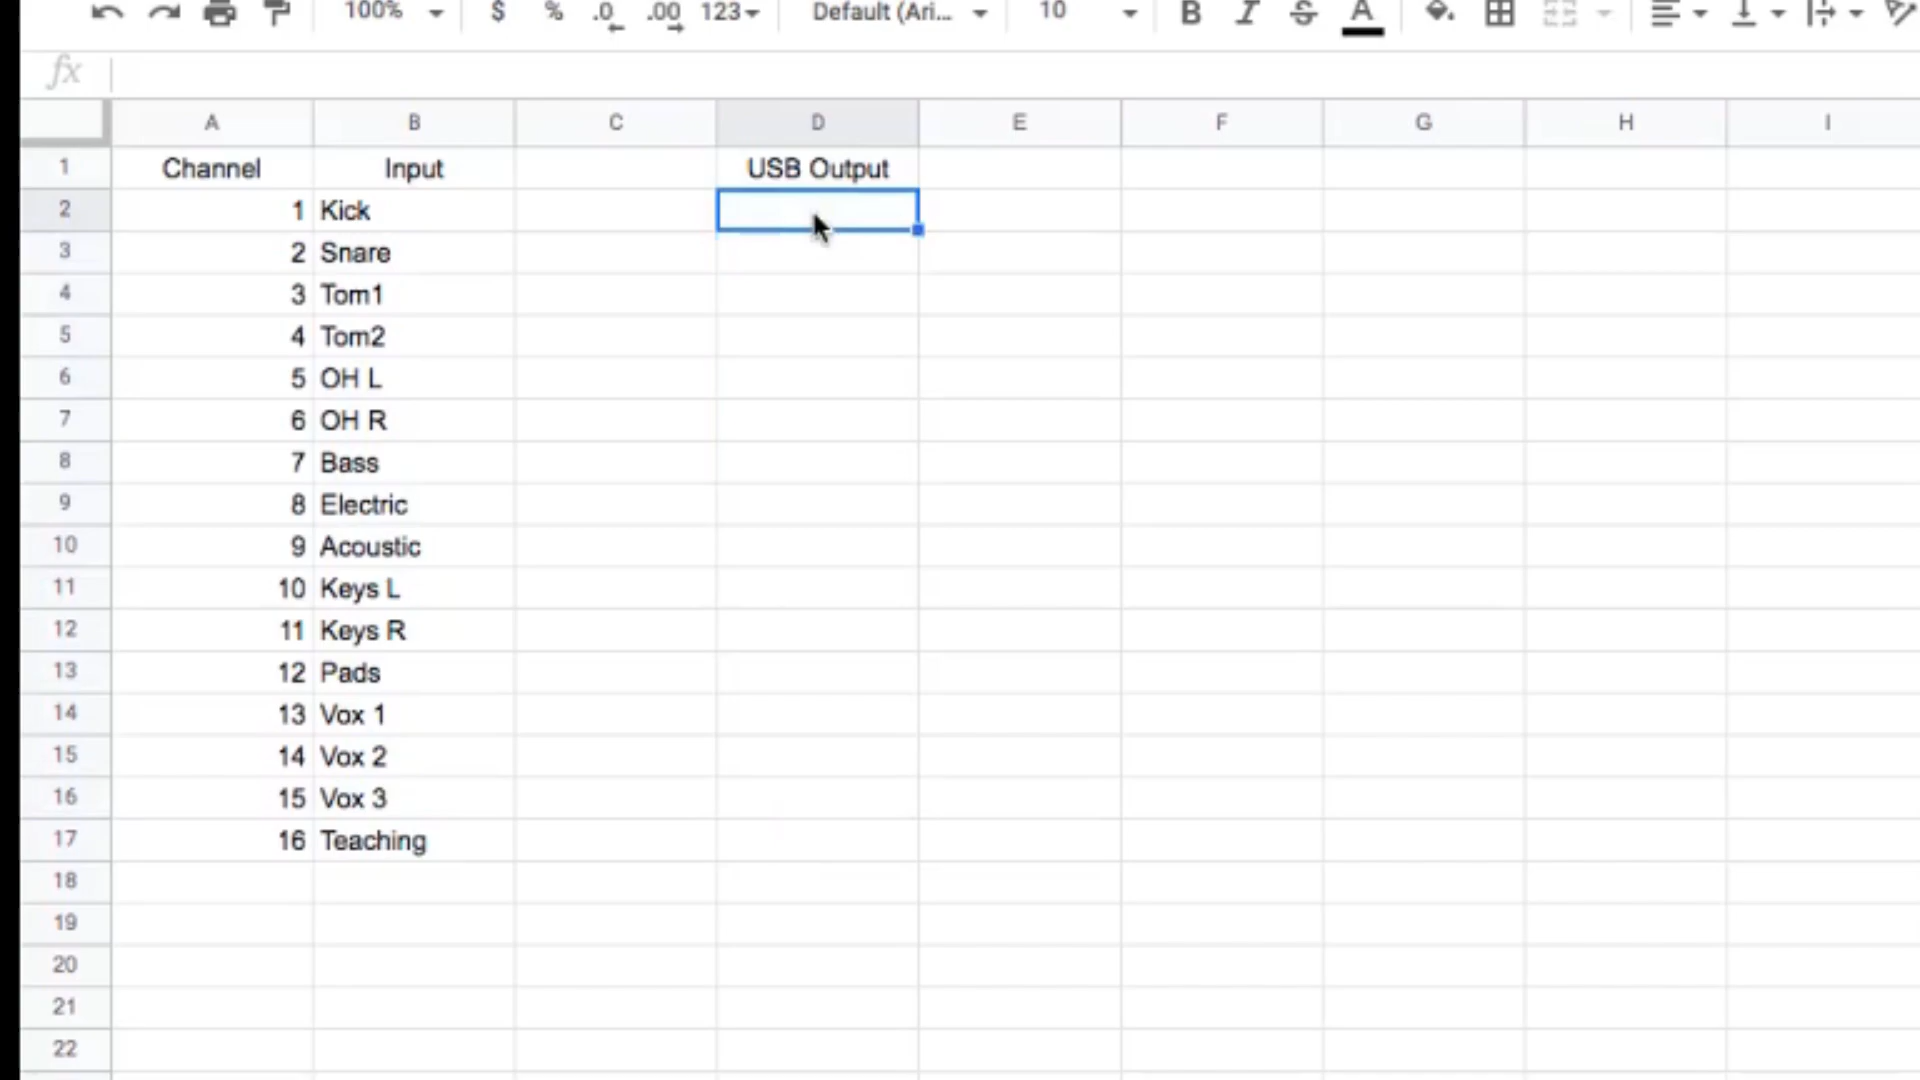 100% $ % .0 .00 123 Default (Ari... 10 B I S A
fx
A B C D E F G H I
1 Channel Input USB Output
2 1 Kick
3 2 Snare
4 3 Tom1
5 4 Tom2
6 5 OH L
7 6 OH R
8 7 Bass
9 8 Electric
10 9 Acoustic
11 10 Keys L
12 11 Keys R
13 12 Pads
14 13 Vox 1
15 14 Vox 2
16 15 Vox 3
17 16 Teaching
18
19
20
21
22